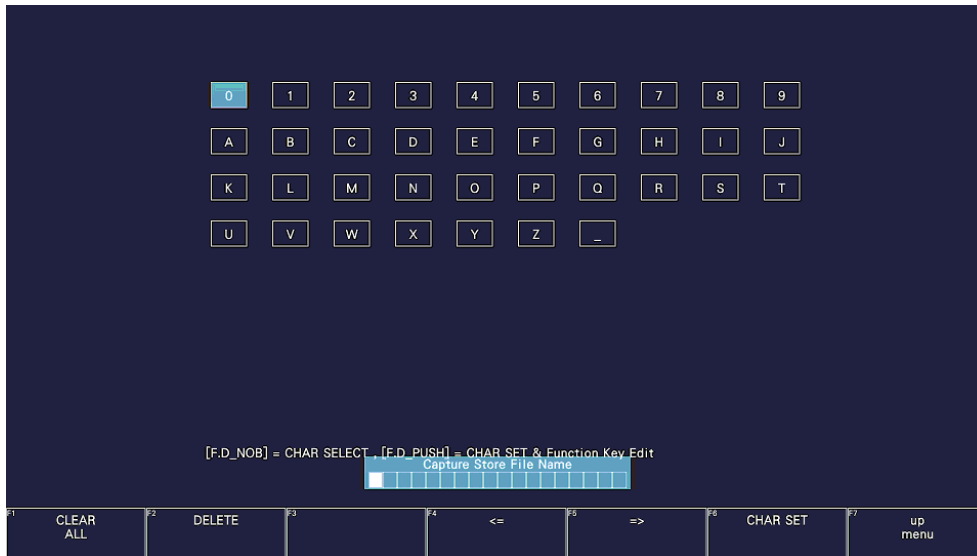 0 1 2 3 4 5 6 7 8 9
A B C D E F G H I J
K L M N O P Q R S T
U V W X Y Z _
[F.D_NOB] = CHAR SELECT , [F.D_PUSH] = CHAR SET & Function Key Edit
Capture Store File Name
F1 CLEAR ALL
F2 DELETE
F3
F4 <=
F5 =>
F6 CHAR SET
F7 up menu